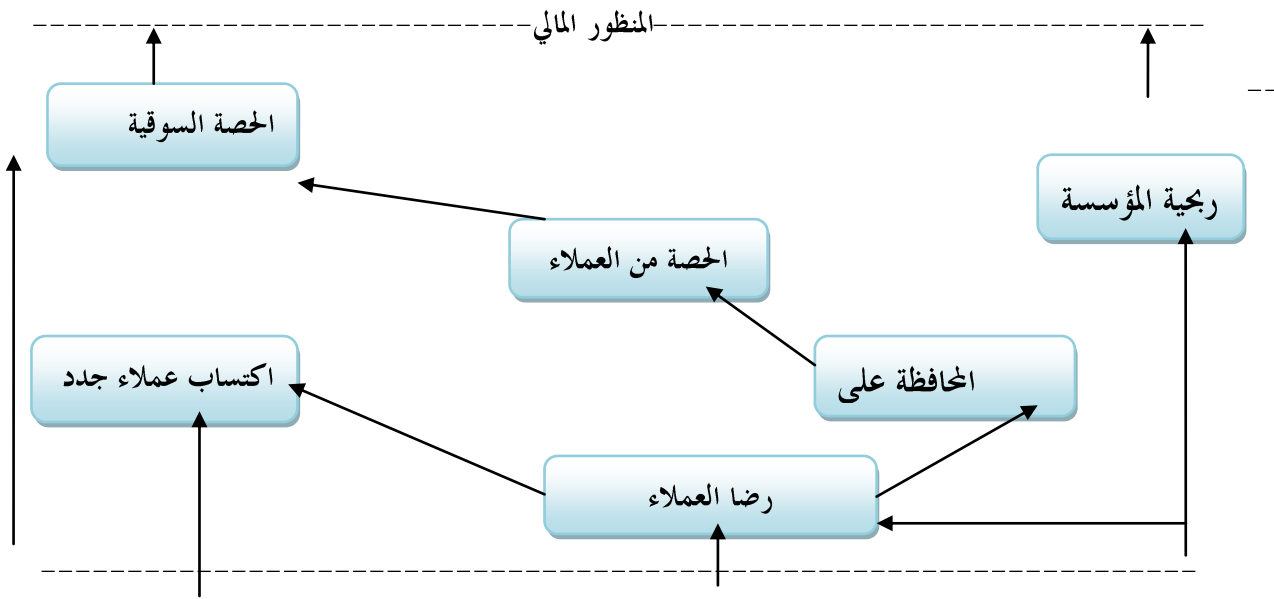 المنظور المالي
الحصة السوقية
ربحية المؤسسة
الحصة من العملاء
اكتساب عملاء جدد
المحافظة على
رضا العملاء